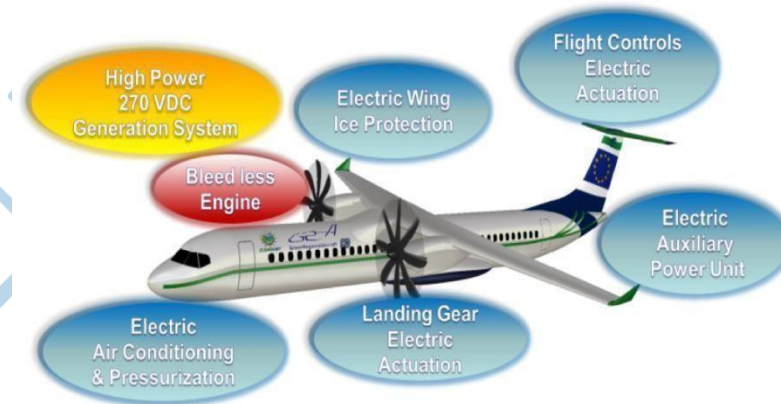 High Power
270 VDC
Generation System
Electric Wing
Ice Protection
Flight Controls
Electric
Actuation
Bleed less
Engine
Electric
Auxiliary
Power Unit
Electric
Air Conditioning
& Pressurization
Landing Gear
Electric
Actuation